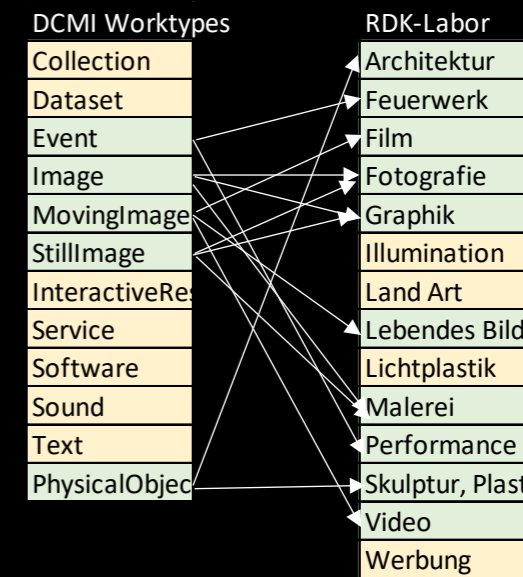 DCMI Worktypes
Collection
Dataset
Event
Image
MovingImage
StillImage
InteractiveRes
Service
Software
Sound
Text
PhysicalObjec
RDK-Labor
Architektur
Feuerwerk
Film
Fotografie
Graphik
Illumination
Land Art
Lebendes Bild
Lichtplastik
Malerei
Performance
Skulptur, Plast
Video
Werbung